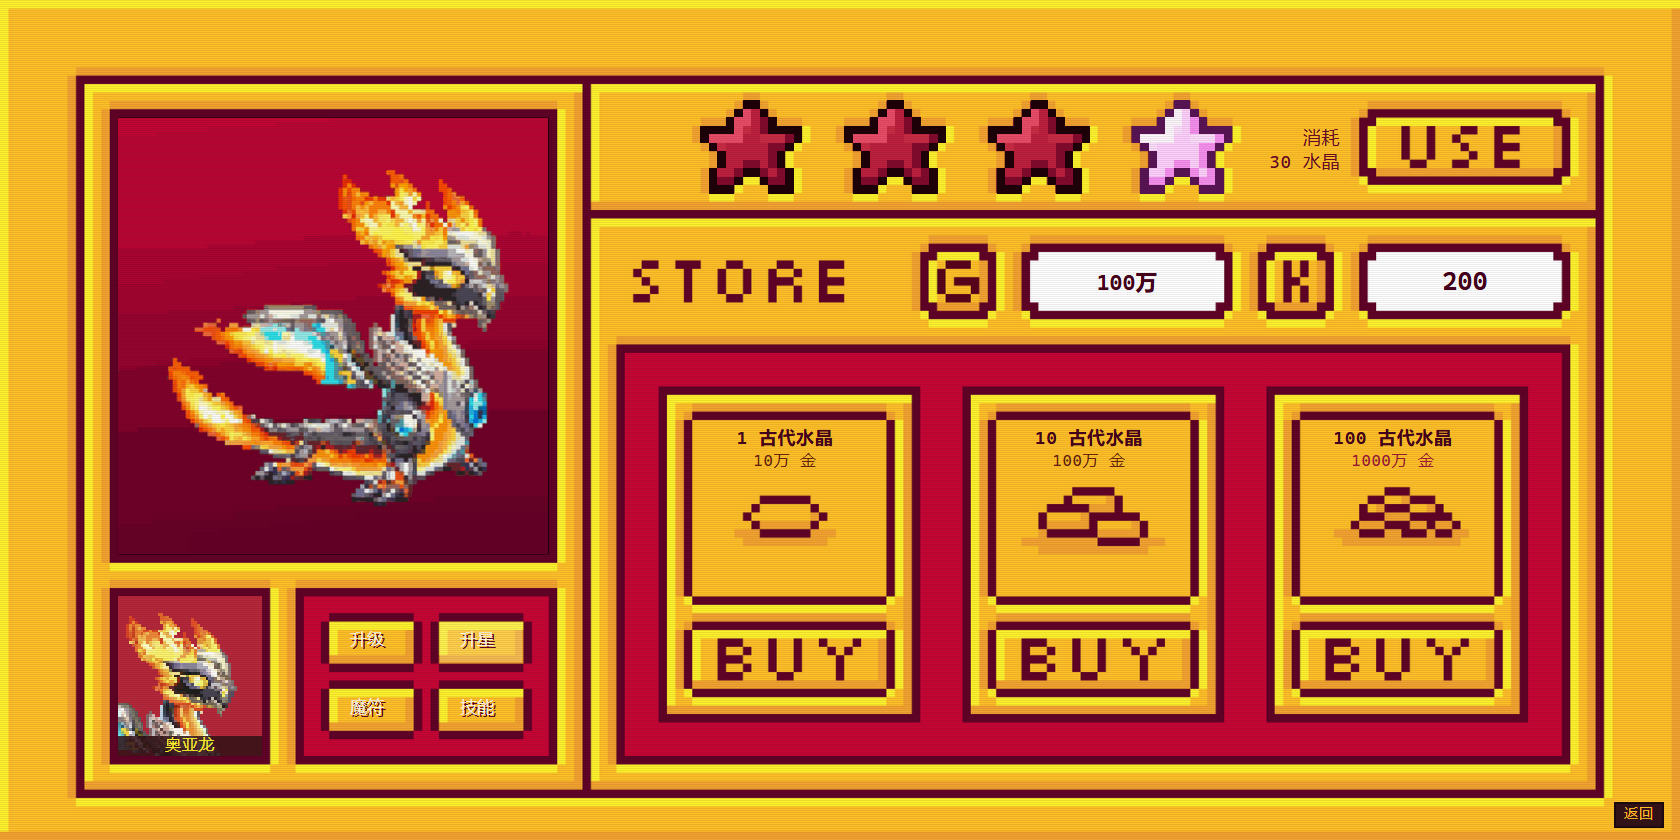 消耗
30 水晶
USE
STORE
G
100万
K
200
1 古代水晶
10万 金
10 古代水晶
100万 金
100 古代水晶
1000万 金
BUY
BUY
BUY
升级
升星
魔符
技能
奥亚龙
返回